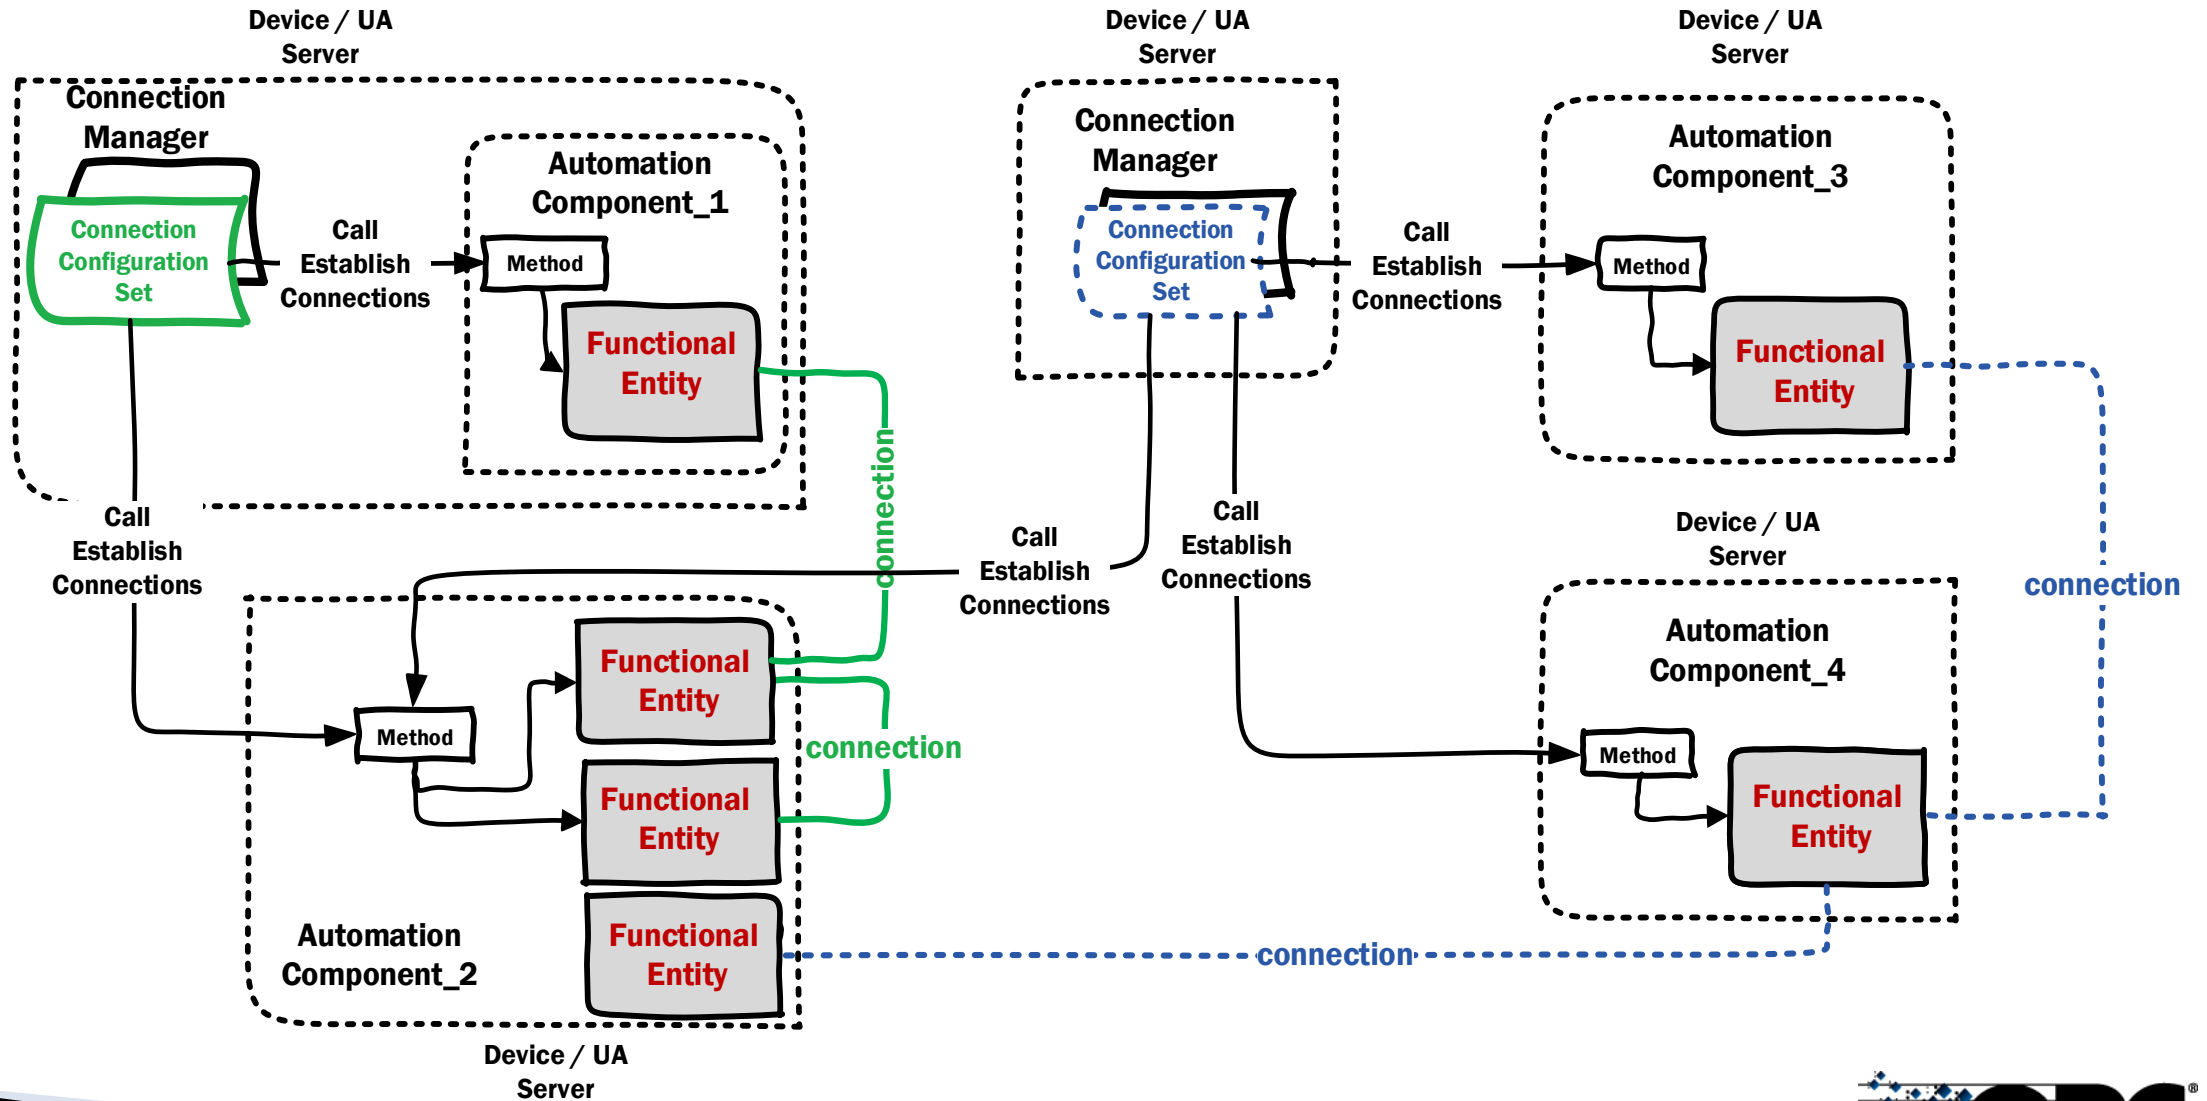 Device / UA
Server
Device / UA
Server
Device / UA
Server
Connection
Manager
Connection
Configuration
Set
Call
Establish
Connections
Automation
Component_1
Method
Functional
Entity
Connection
Manager
Connection
Configuration
Set
Call
Establish
Connections
Automation
Component_3
Method
Functional
Entity
connection
Call
Establish
Connections
Call
Establish
Connections
Call
Establish
Connections
Device / UA
Server
connection
Automation
Component_4
Method
Functional
Entity
Method
Functional
Entity
connection
Functional
Entity
Automation
Component_2
Functional
Entity
connection
Device / UA
Server